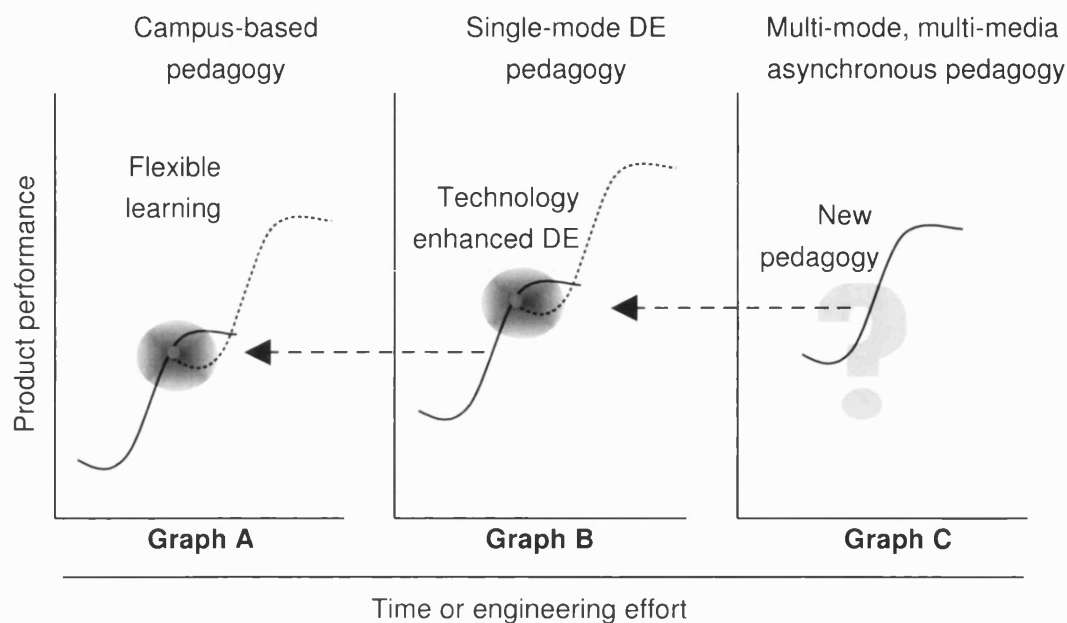 Campus-based
pedagogy
Single-mode DE
pedagogy
Multi-mode, multi-media
asynchronous pedagogy
Product performance
Flexible
learning
Technology
enhanced DE
New
pedagogy
?
Graph A
Graph B
Graph C
Time or engineering effort